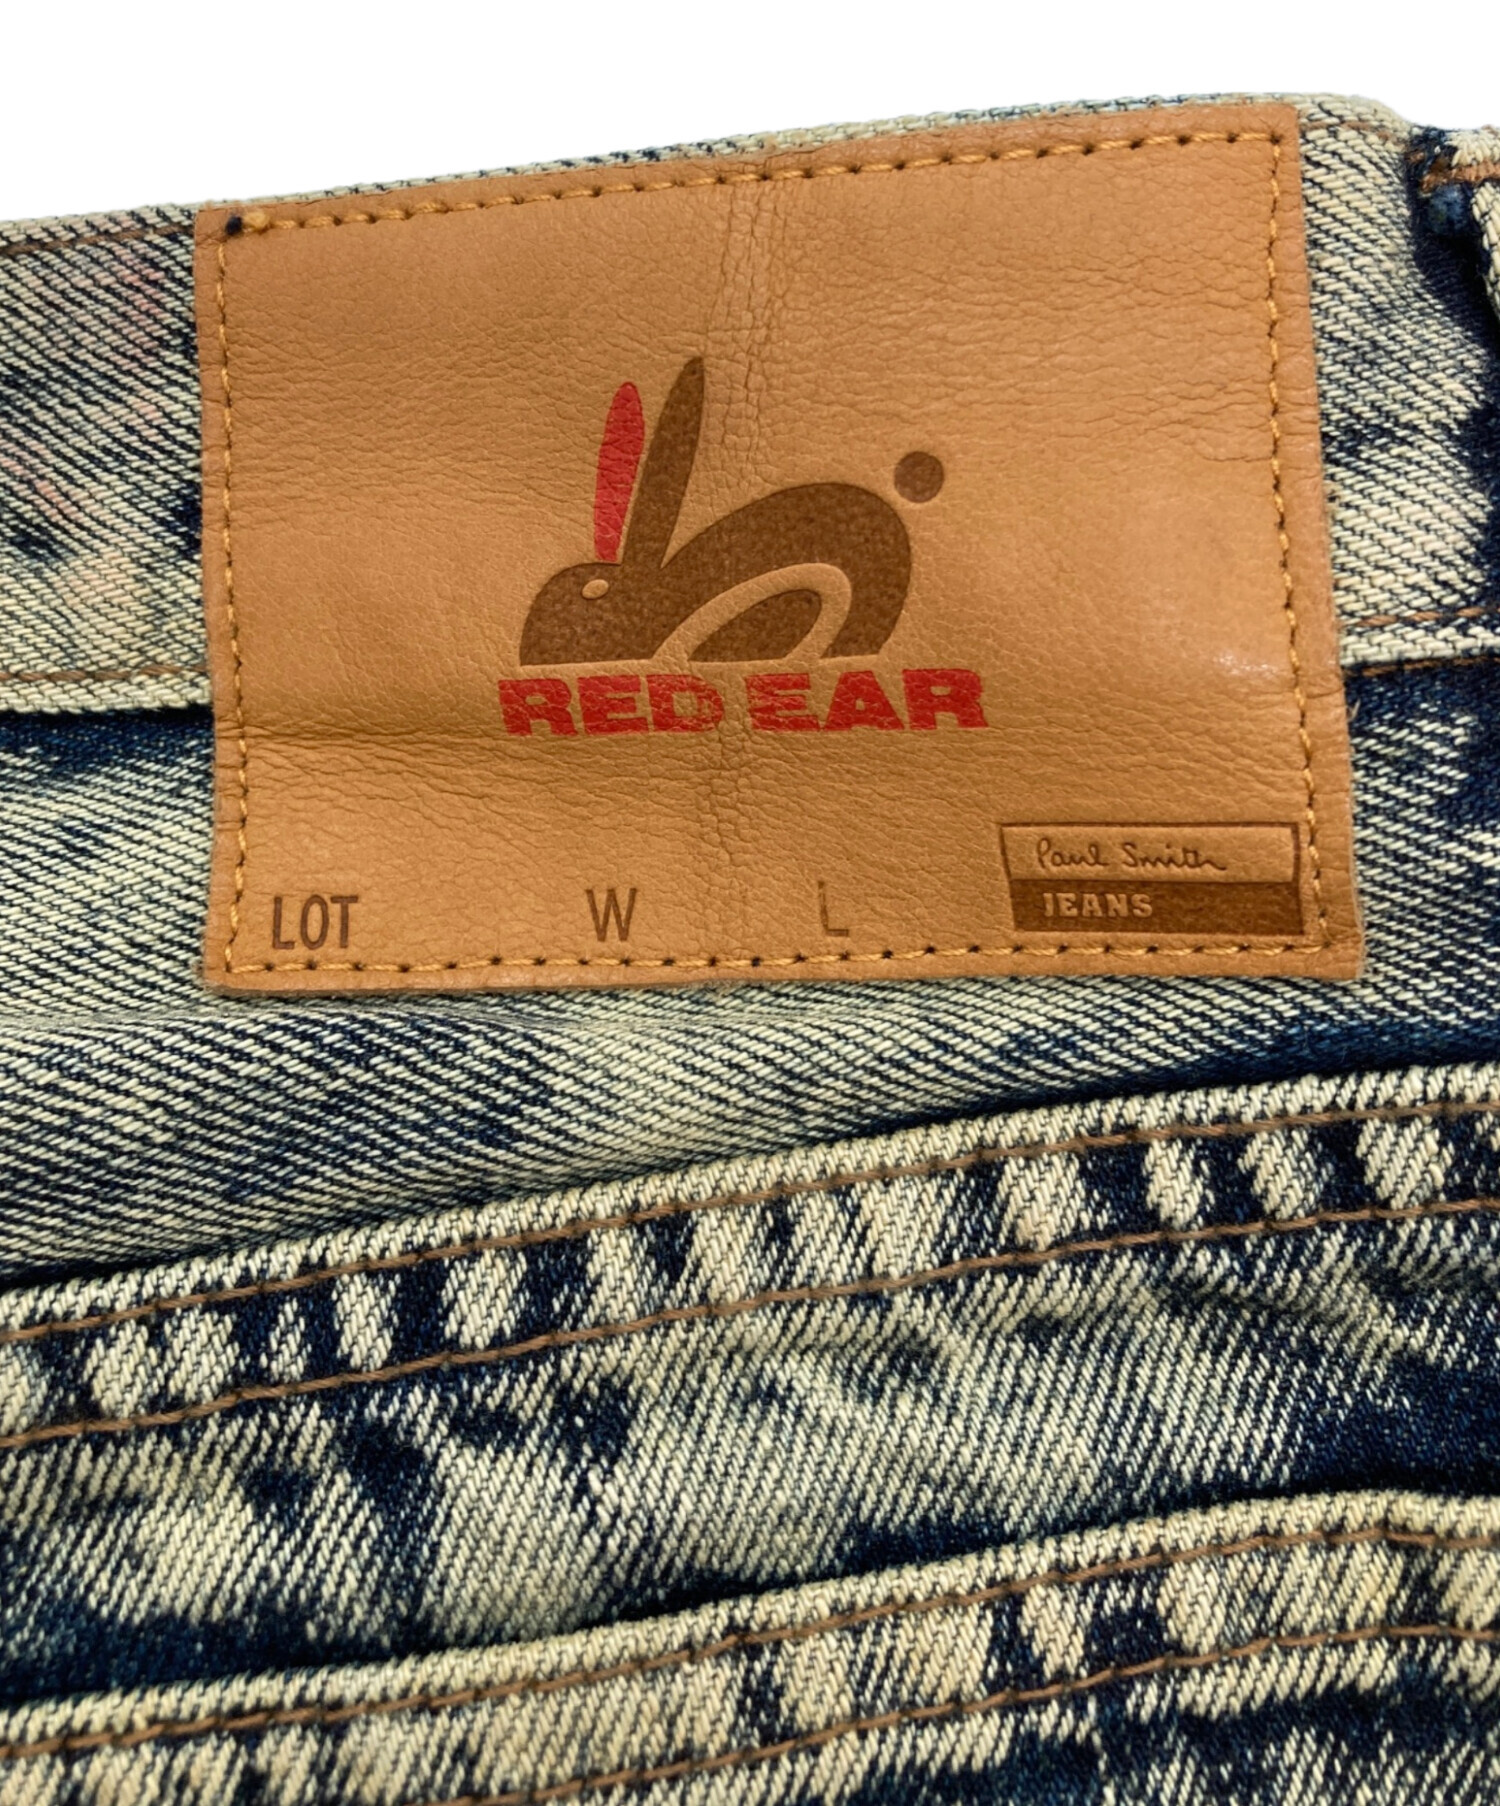 RED EAR
Paul Smith
JEANS
LOT W L